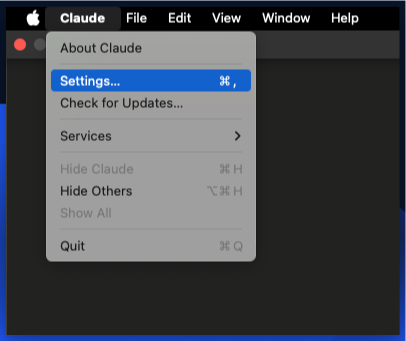 Claude File Edit View Window Help
About Claude
Settings... ⌘ ,
Check for Updates...
Services
Hide Claude ⌘ H
Hide Others ⌥⌘ H
Show All
Quit ⌘ Q